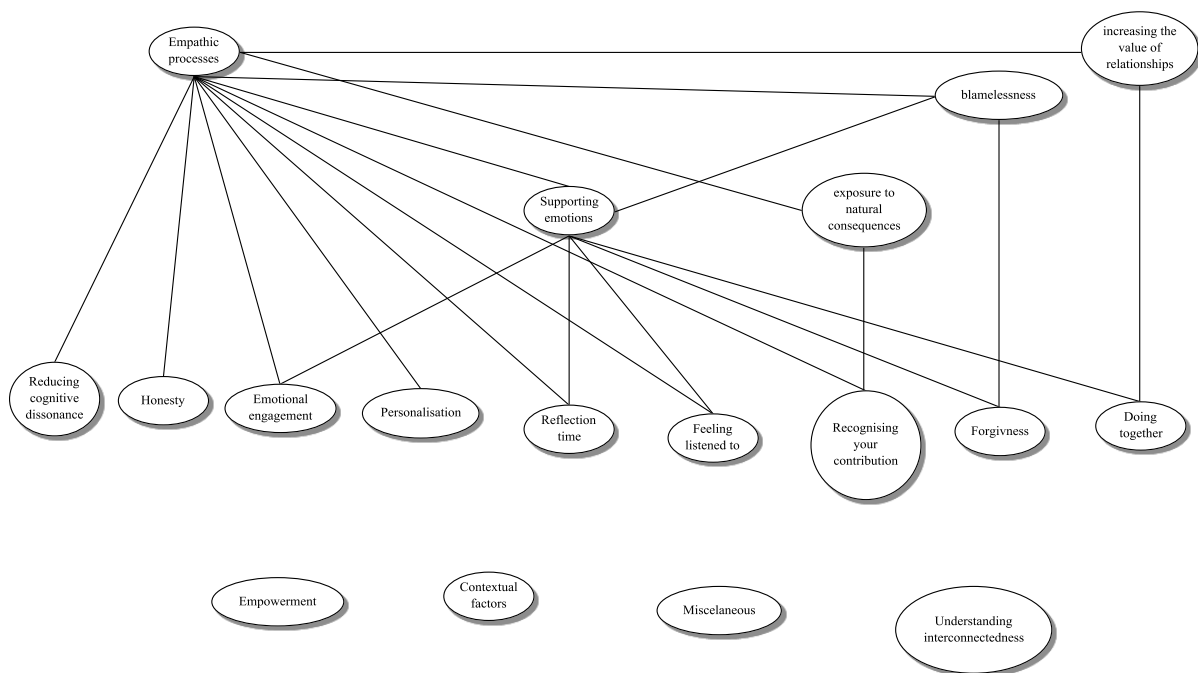 Empathic
processes
increasing the
value of
relationships
blamelessness
Supporting
emotions
exposure to
natural
consequences
Reducing
cognitive
dissonance
Honesty
Emotional
engagement
Personalisation
Reflection
time
Feeling
listened to
Recognising
your
contribution
Forgivness
Doing
together
Empowerment
Contextual
factors
Miscelaneous
Understanding
interconnectedness